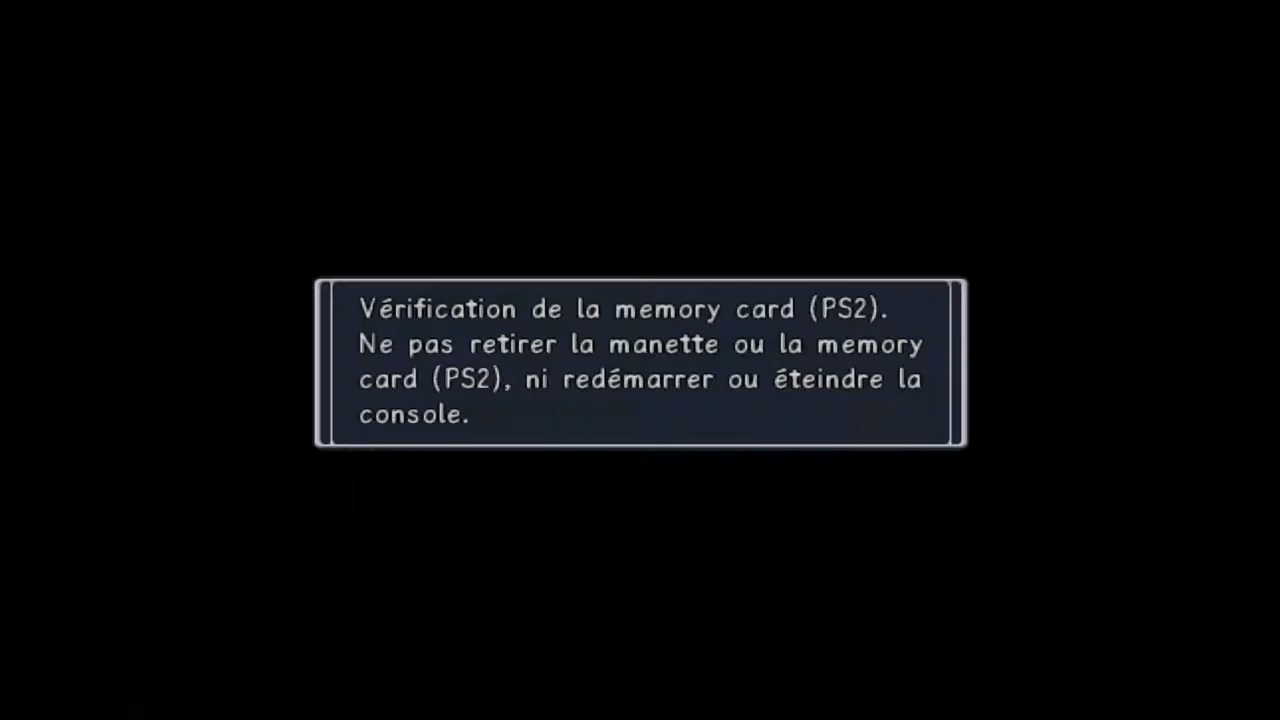 Vérification de la memory card (PS2).
Ne pas retirer la manette ou la memory
card (PS2), ni redémarrer ou éteindre la
console.